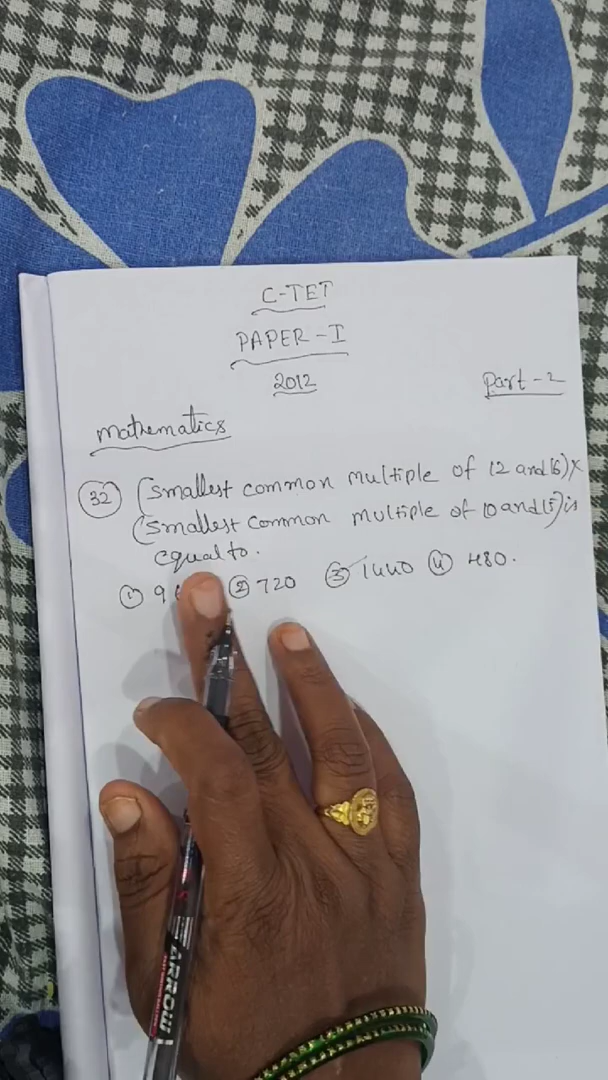 C-TET
PAPER-I
2012
Part-2
mathematics
32 (smallest common multiple of 12 and 16) x
(smallest common multiple of 10 and 15) is
equal to.
① ② 720 ③ 1440 ④ 480.
ARROW